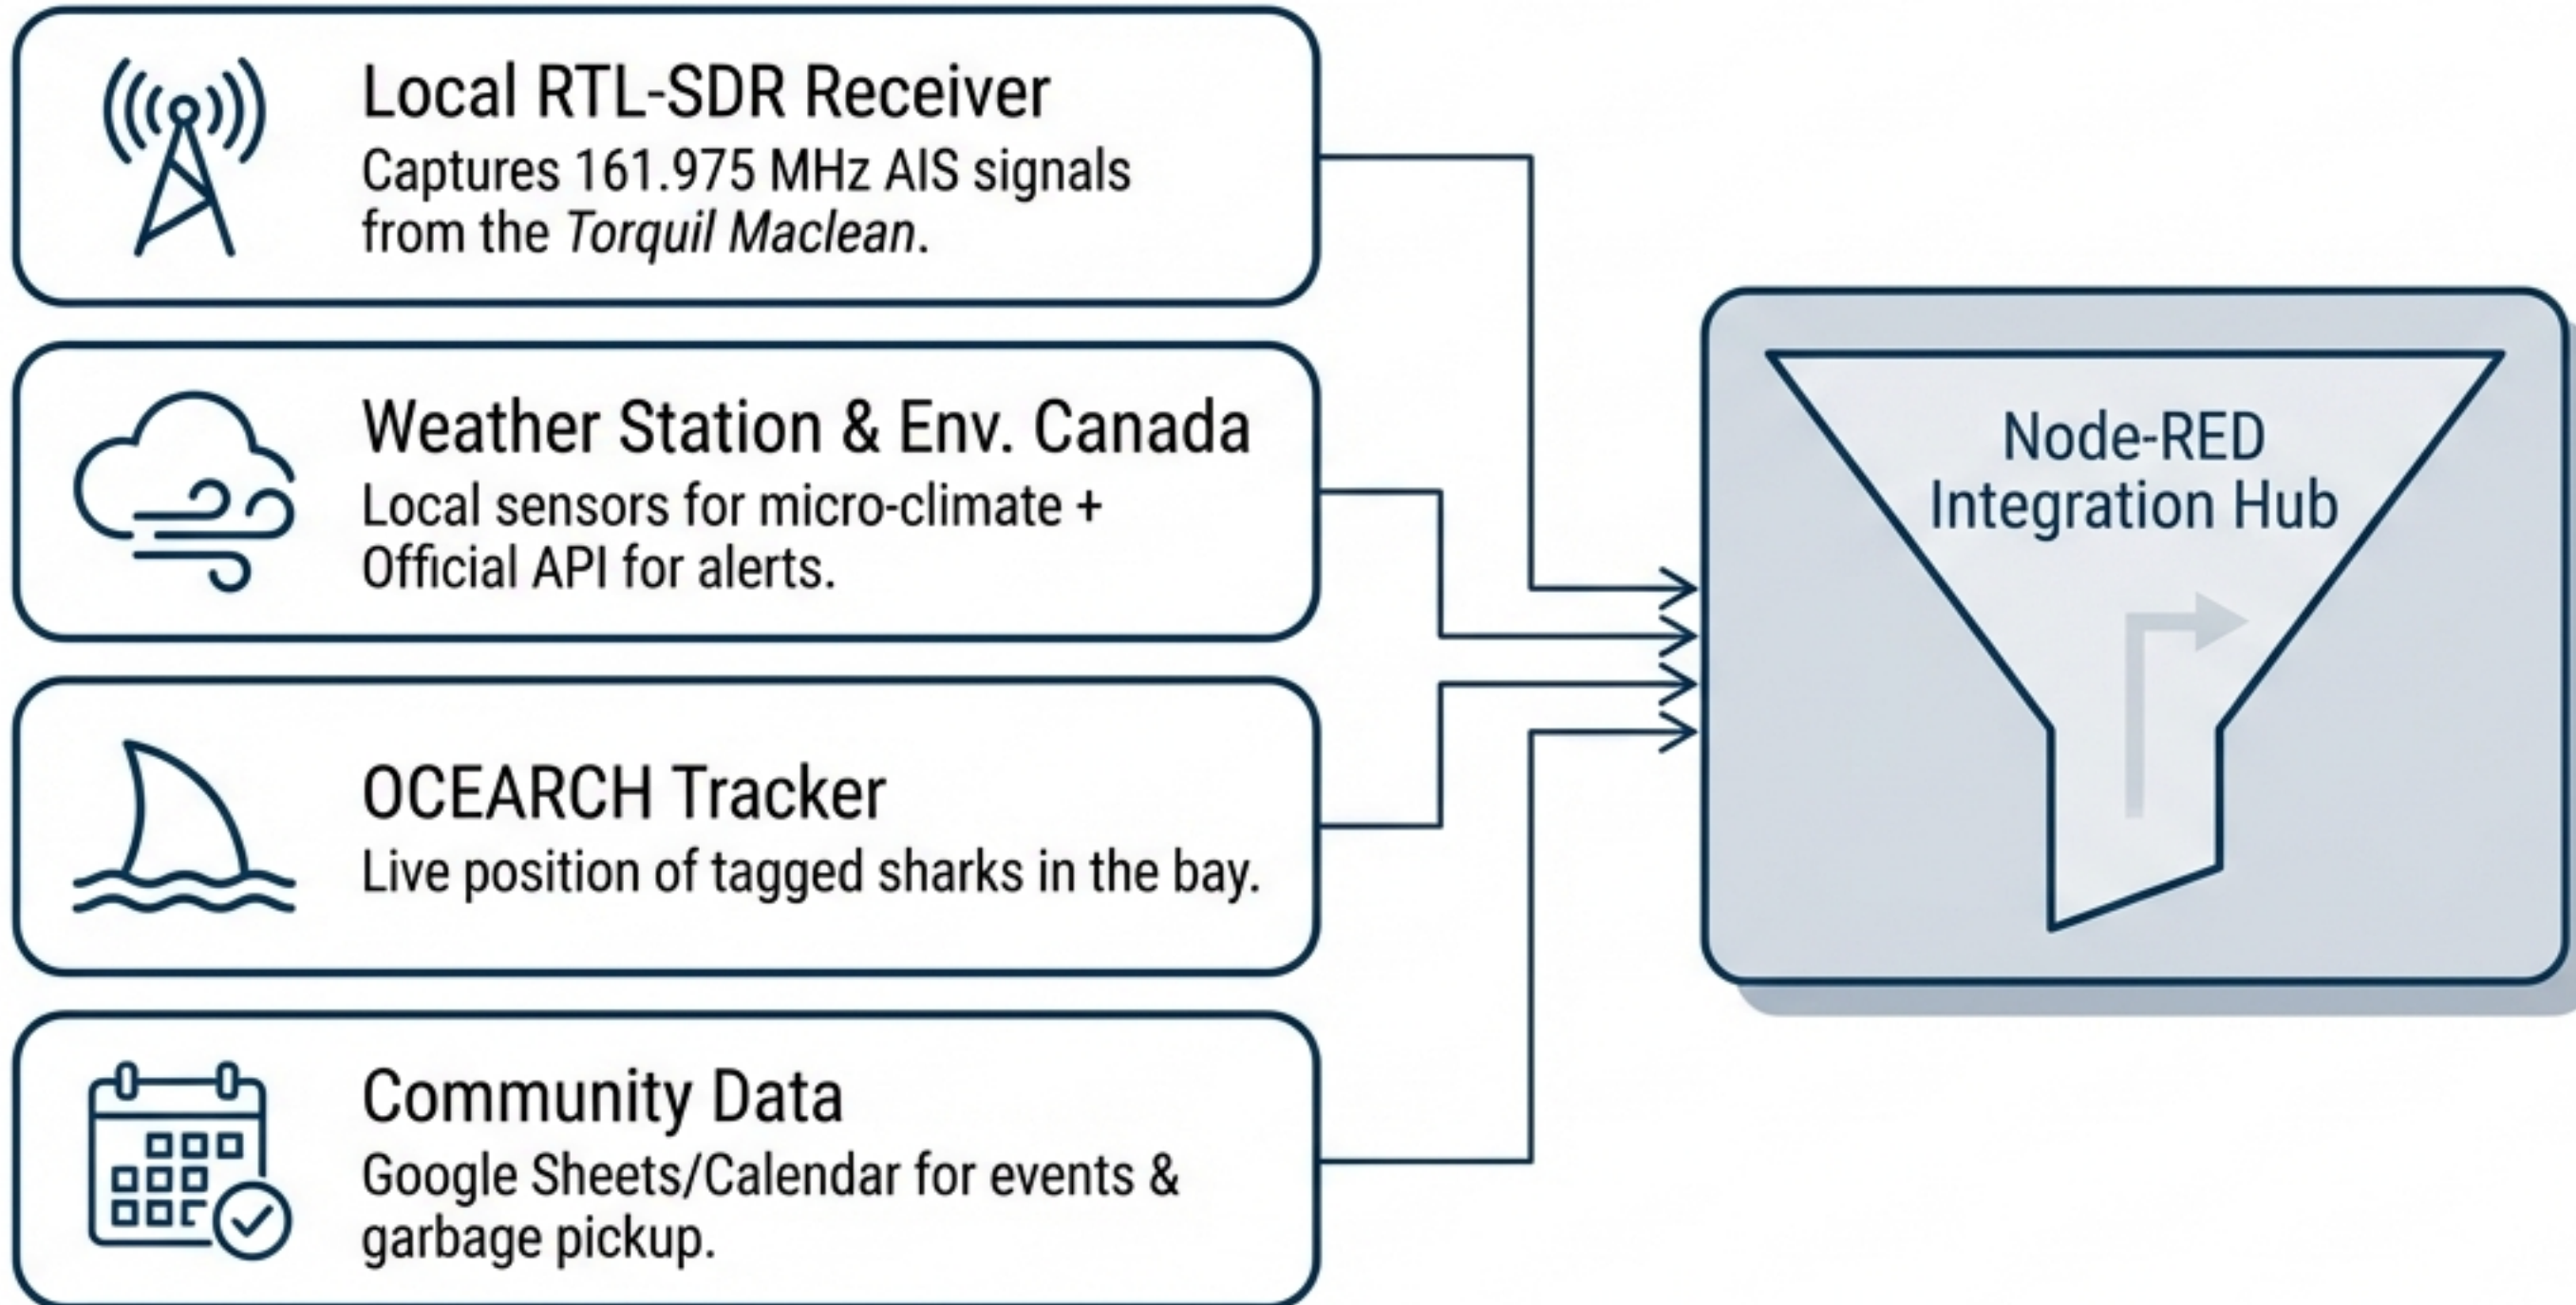 Local RTL-SDR Receiver
Captures 161.975 MHz AIS signals
from the Torquil Maclean.
Weather Station & Env. Canada
Local sensors for micro-climate +
Official API for alerts.
OCEARCH Tracker
Live position of tagged sharks in the bay.
Community Data
Google Sheets/Calendar for events &
garbage pickup.
Node-RED
Integration Hub